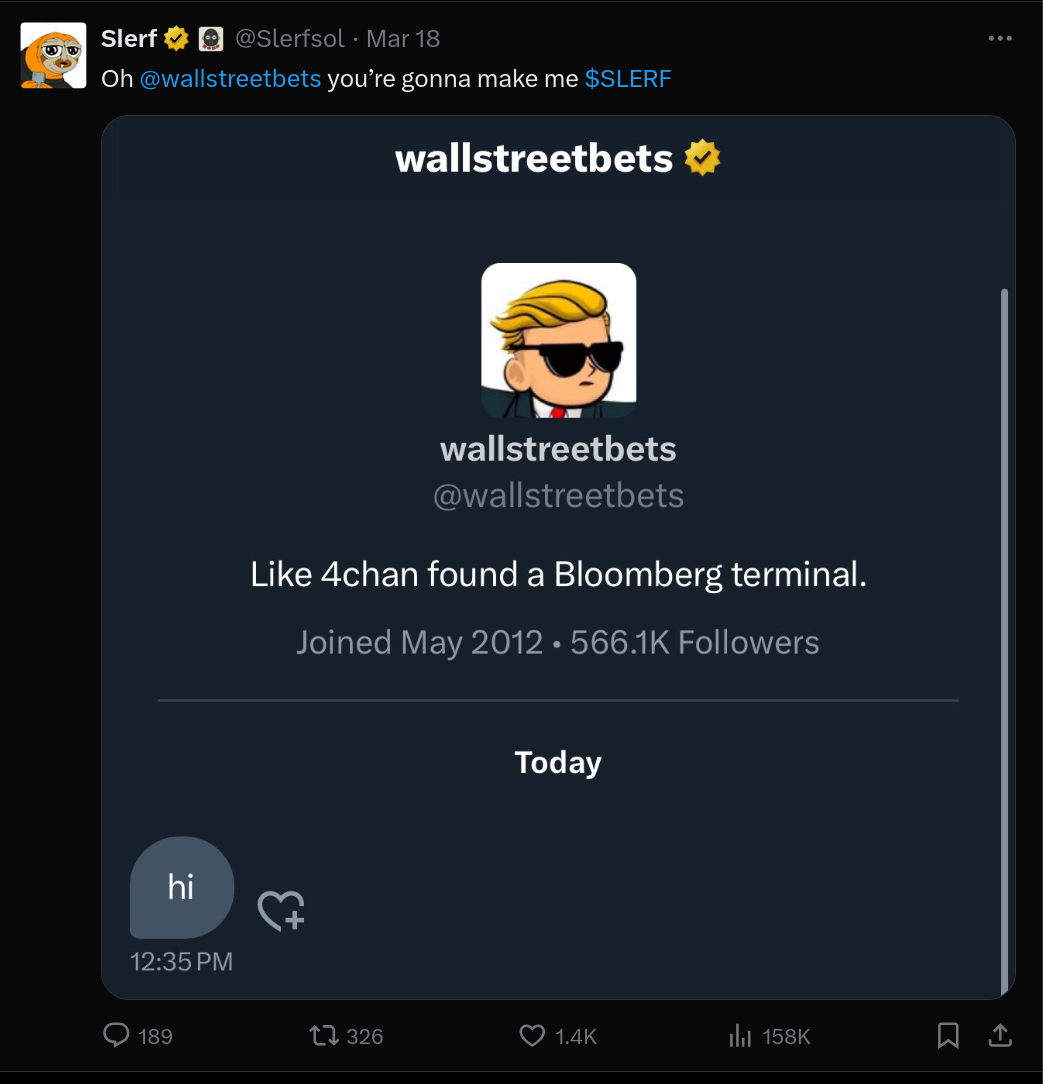 Slerf @Slerfsol · Mar 18
Oh @wallstreetbets you’re gonna make me $SLERF
wallstreetbets
wallstreetbets
@wallstreetbets
Like 4chan found a Bloomberg terminal.
Joined May 2012 • 566.1K Followers
Today
hi
12:35 PM
189 326 1.4K 158K